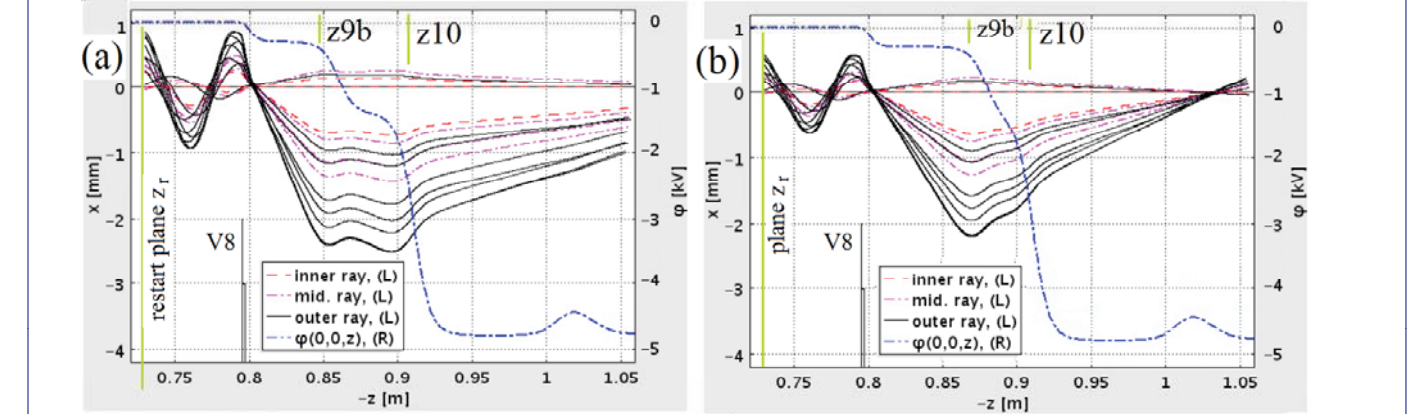 (a)
z9b
z10
1
0
-1
-2
-3
-4
x [mm]
restart plane z r
V8
inner ray, (L)
mid. ray, (L)
outer ray, (L)
φ(0,0,z), (R)
0
-1
-2
-3
-4
-5
φ [kV]
0.75
0.8
0.85
0.9
0.95
1
1.05
-z [m]
(b)
z9b
z10
1
0
-1
-2
-3
-4
x [mm]
plane z r
V8
inner ray, (L)
mid. ray, (L)
outer ray, (L)
φ(0,0,z), (R)
0
-1
-2
-3
-4
-5
φ [kV]
0.75
0.8
0.85
0.9
0.95
1
1.05
-z [m]